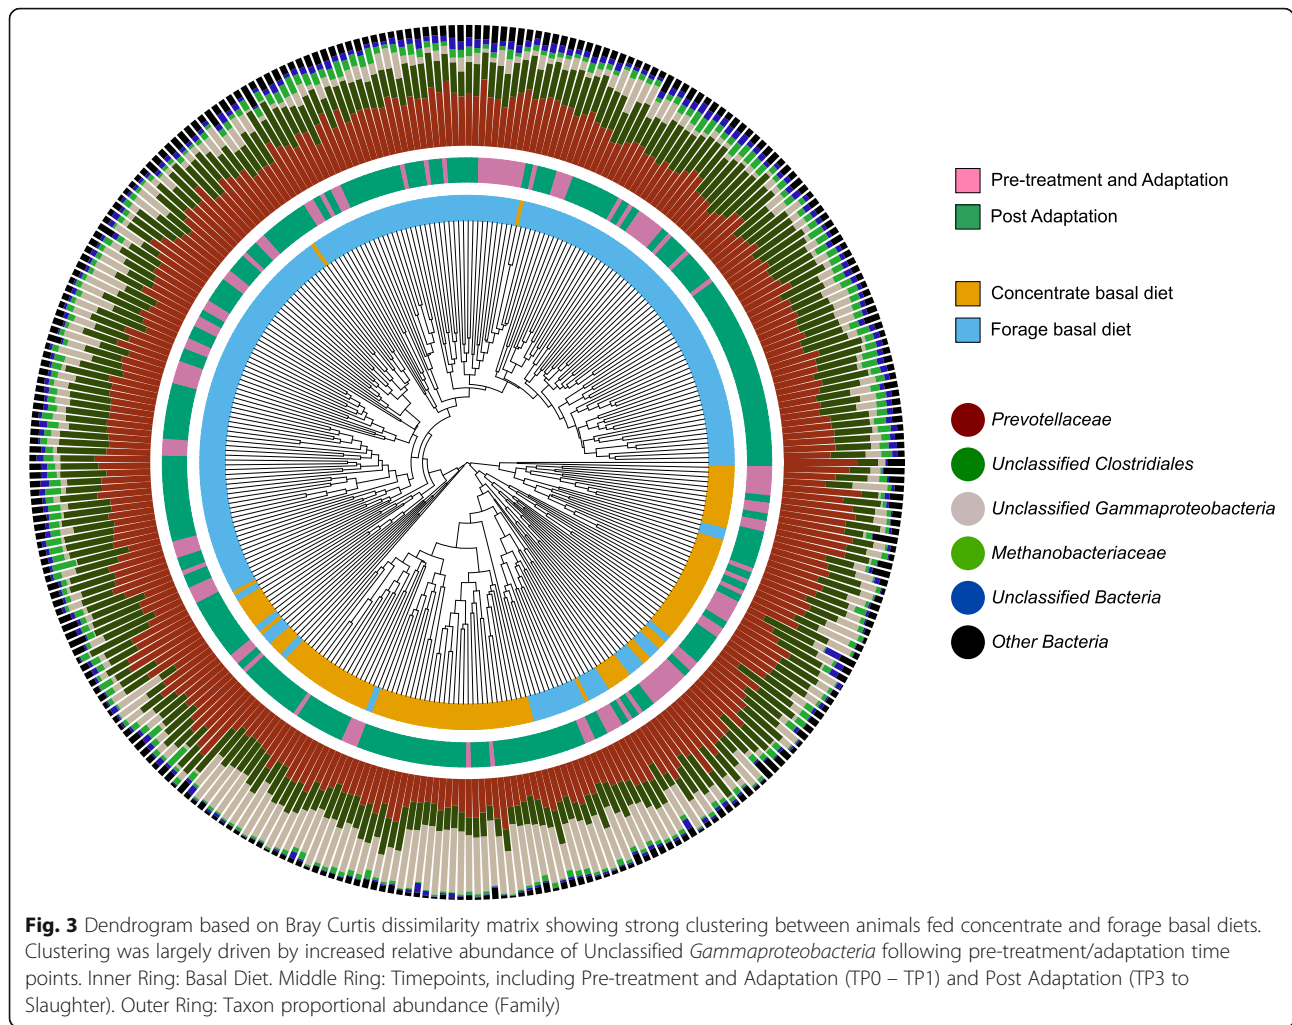 Pre-treatment and Adaptation
Post Adaptation
Concentrate basal diet
Forage basal diet
Prevotellaceae
Unclassified Clostridiales
Unclassified Gammaproteobacteria
Methanobacteriaceae
Unclassified Bacteria
Other Bacteria
Fig. 3 Dendrogram based on Bray Curtis dissimilarity matrix showing strong clustering between animals fed concentrate and forage basal diets.
Clustering was largely driven by increased relative abundance of Unclassified Gammaproteobacteria following pre-treatment/adaptation time
points. Inner Ring: Basal Diet. Middle Ring: Timepoints, including Pre-treatment and Adaptation (TP0 – TP1) and Post Adaptation (TP3 to
Slaughter). Outer Ring: Taxon proportional abundance (Family)